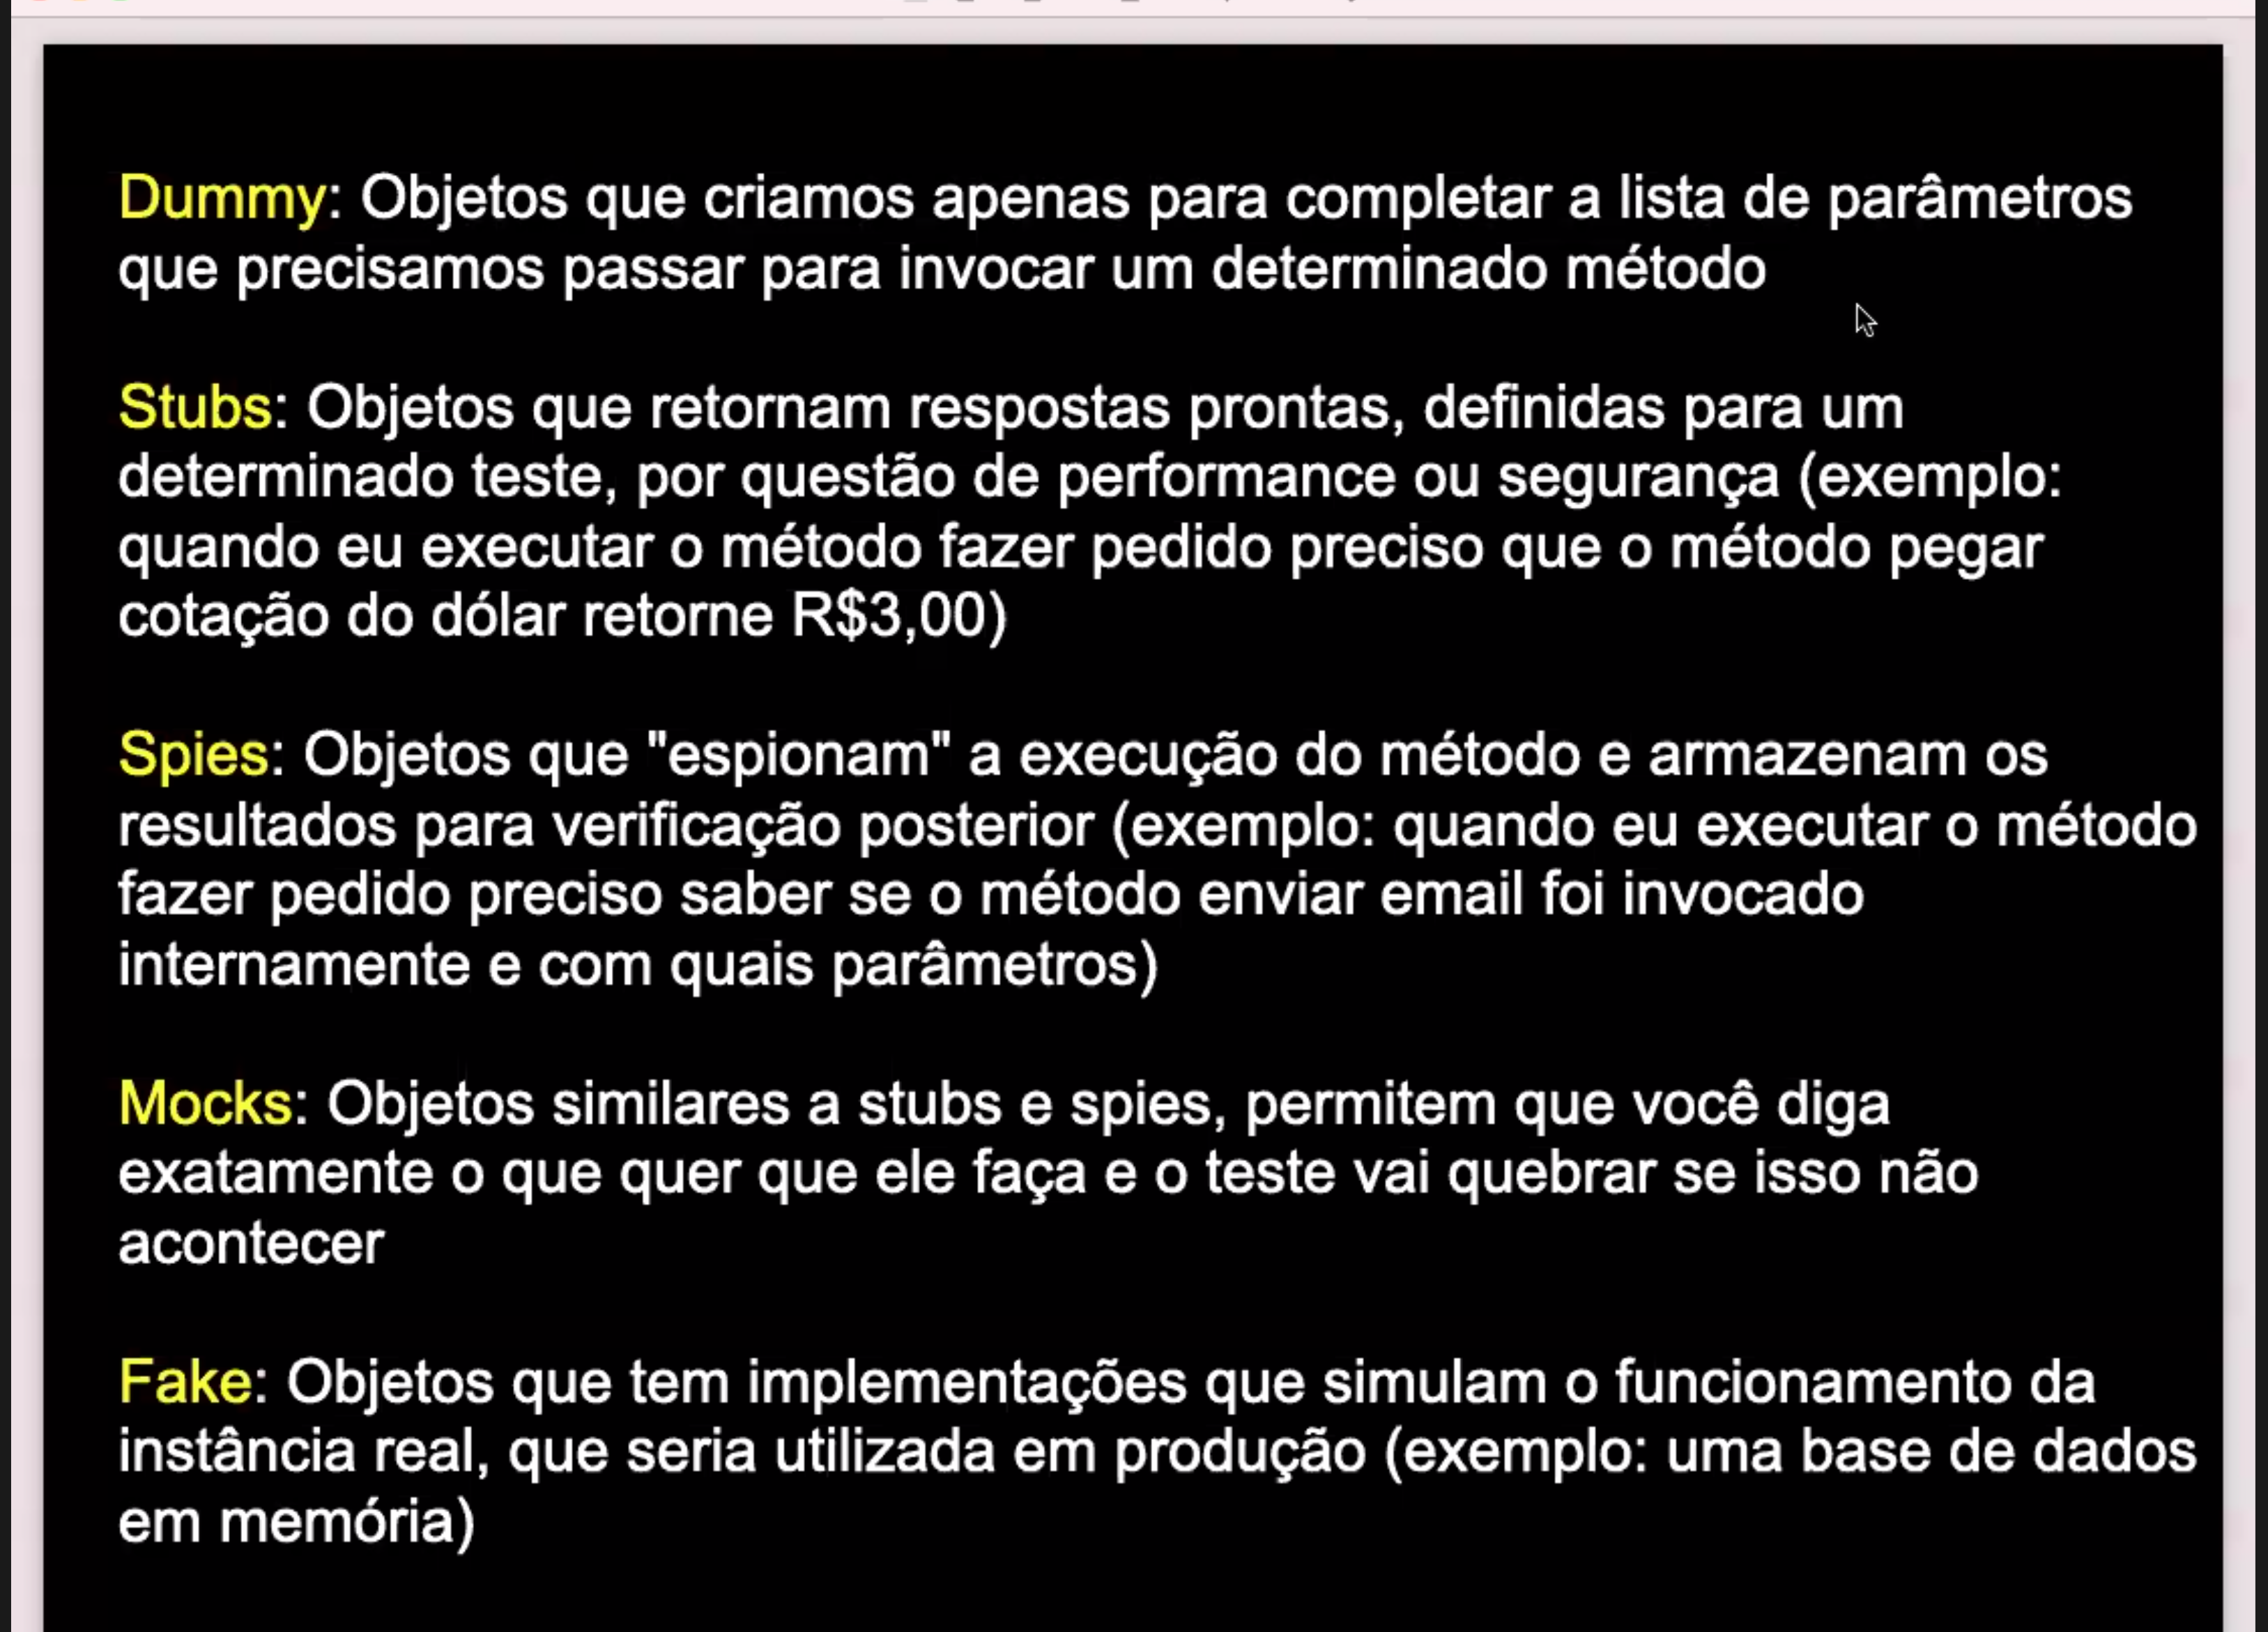 Dummy: Objetos que criamos apenas para completar a lista de parâmetros
que precisamos passar para invocar um determinado método
Stubs: Objetos que retornam respostas prontas, definidas para um
determinado teste, por questão de performance ou segurança (exemplo:
quando eu executar o método fazer pedido preciso que o método pegar
cotação do dólar retorne R$3,00)
Spies: Objetos que "espionam" a execução do método e armazenam os
resultados para verificação posterior (exemplo: quando eu executar o método
fazer pedido preciso saber se o método enviar email foi invocado
internamente e com quais parâmetros)
Mocks: Objetos similares a stubs e spies, permitem que você diga
exatamente o que quer que ele faça e o teste vai quebrar se isso não
acontecer
Fake: Objetos que tem implementações que simulam o funcionamento da
instância real, que seria utilizada em produção (exemplo: uma base de dados
em memória)